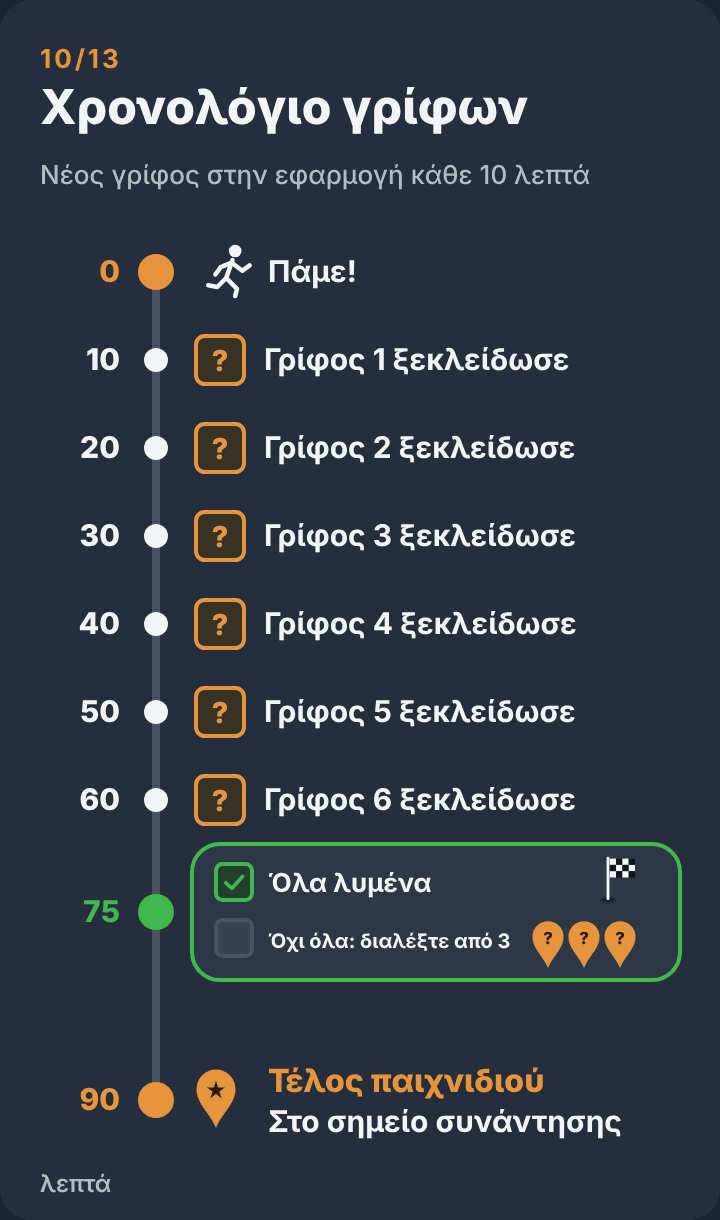 10/13
Χρονολόγιο γρίφων
Νέος γρίφος στην εφαρμογή κάθε 10 λεπτά
0 Πάμε!
10 ? Γρίφος 1 ξεκλείδωσε
20 ? Γρίφος 2 ξεκλείδωσε
30 ? Γρίφος 3 ξεκλείδωσε
40 ? Γρίφος 4 ξεκλείδωσε
50 ? Γρίφος 5 ξεκλείδωσε
60 ? Γρίφος 6 ξεκλείδωσε
Όλα λυμένα
75
Όχι όλα: διαλέξτε από 3 ? ? ?
Τέλος παιχνιδιού
90
Στο σημείο συνάντησης
λεπτά